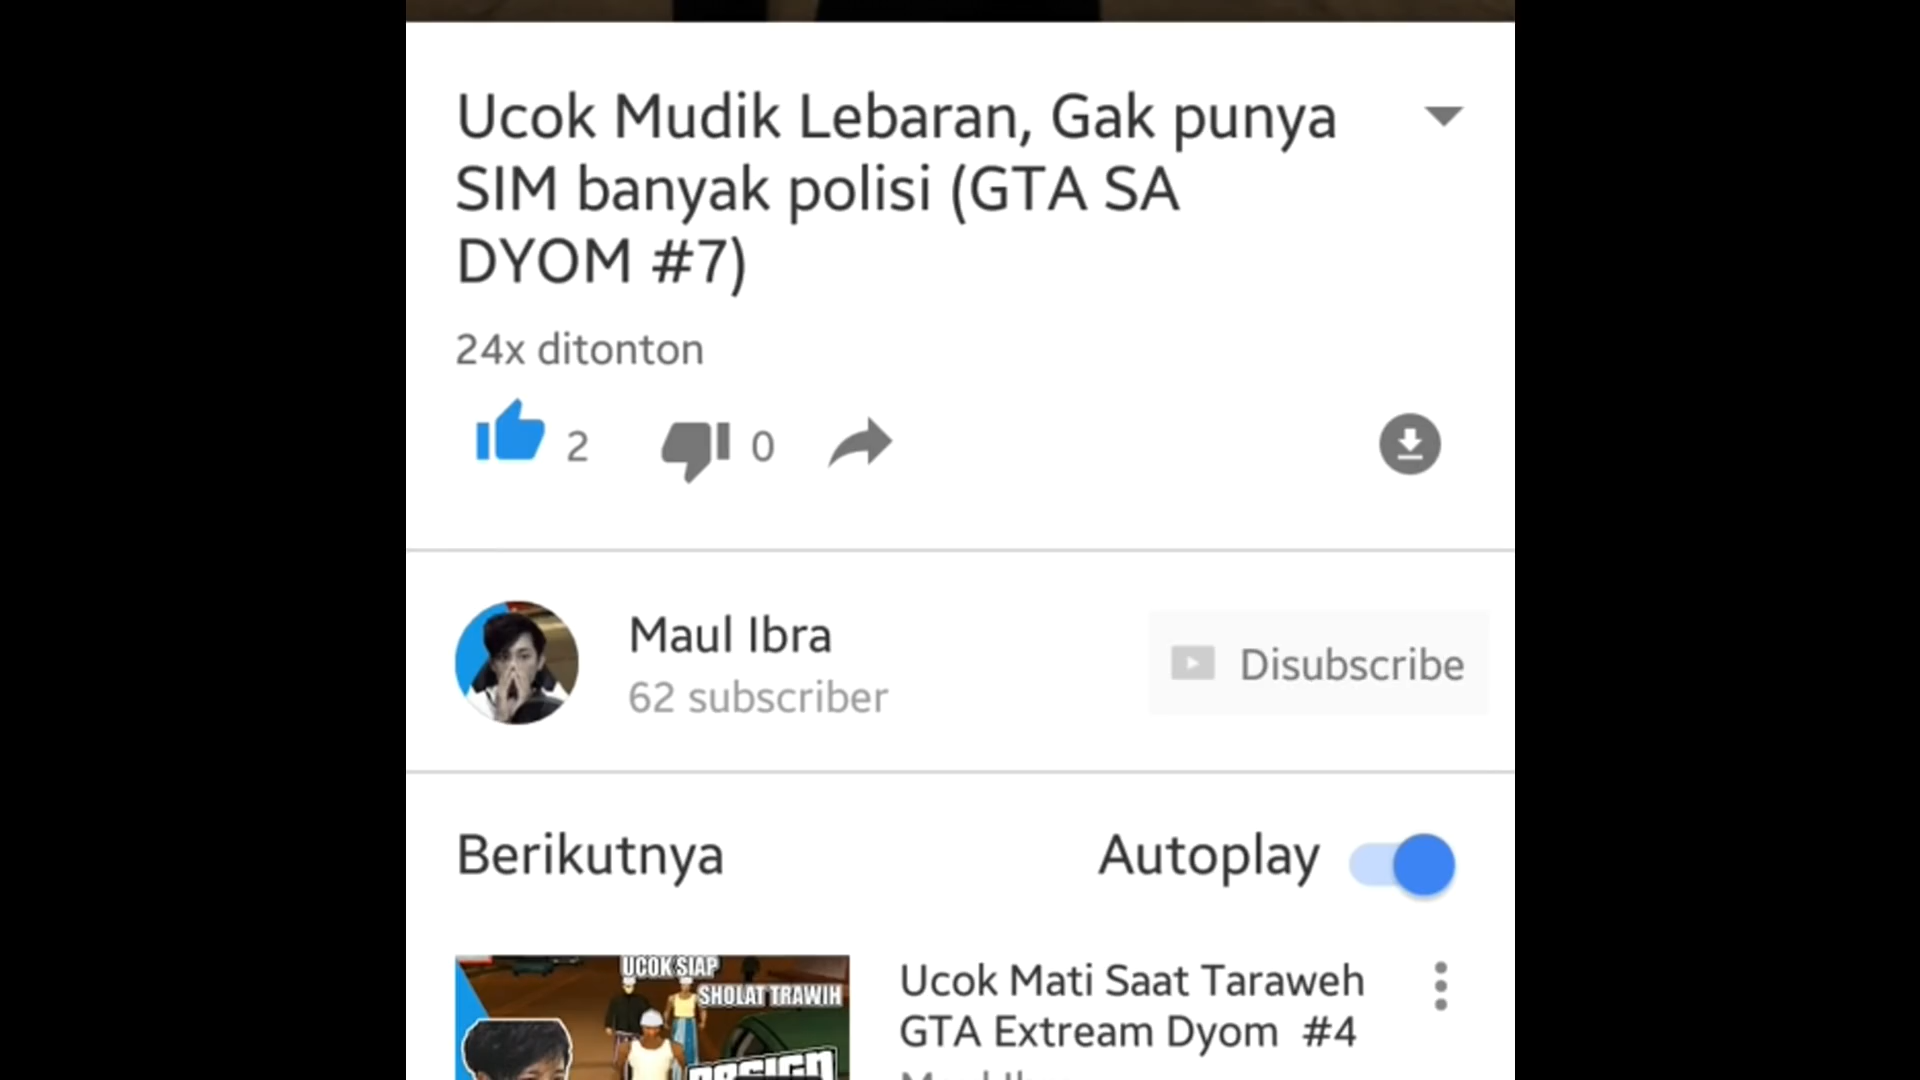 Ucok Mudik Lebaran, Gak punya
SIM banyak polisi (GTA SA
DYOM #7)
24x ditonton
2
0
Maul Ibra
62 subscriber
Disubscribe
Berikutnya
Autoplay
UCOK SIAP
SHOLAT TRAWIH
Ucok Mati Saat Taraweh
GTA Extream Dyom #4